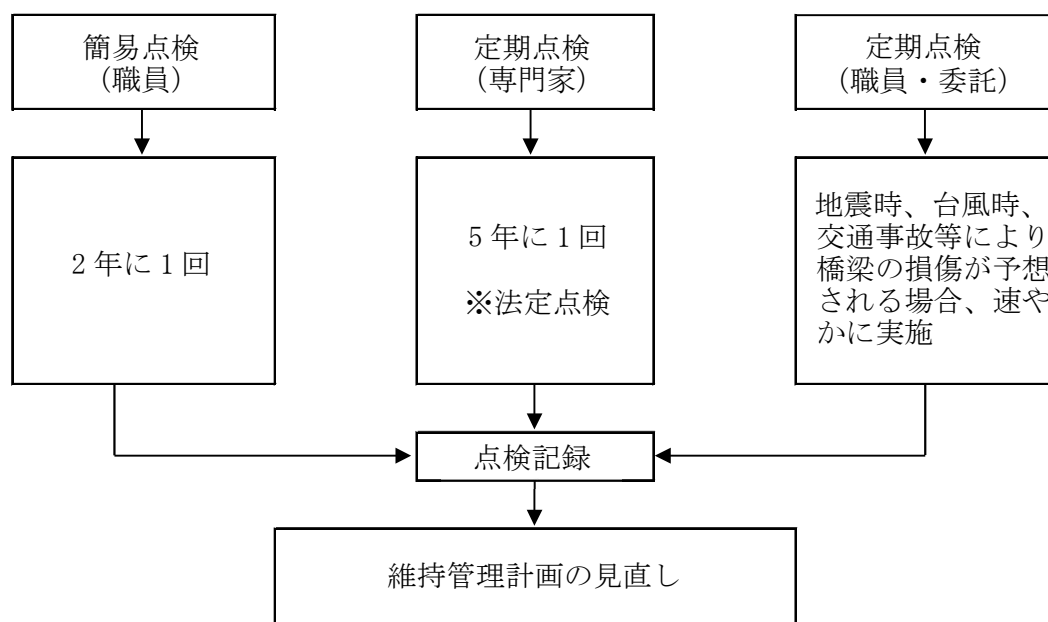 簡易点検
(職員)
定期点検
(専門家)
定期点検
(職員・委託)
2年に1回
5年に1回
※法定点検
地震時、台風時、
交通事故等により
橋梁の損傷が予想
される場合、速や
かに実施
点検記録
維持管理計画の見直し